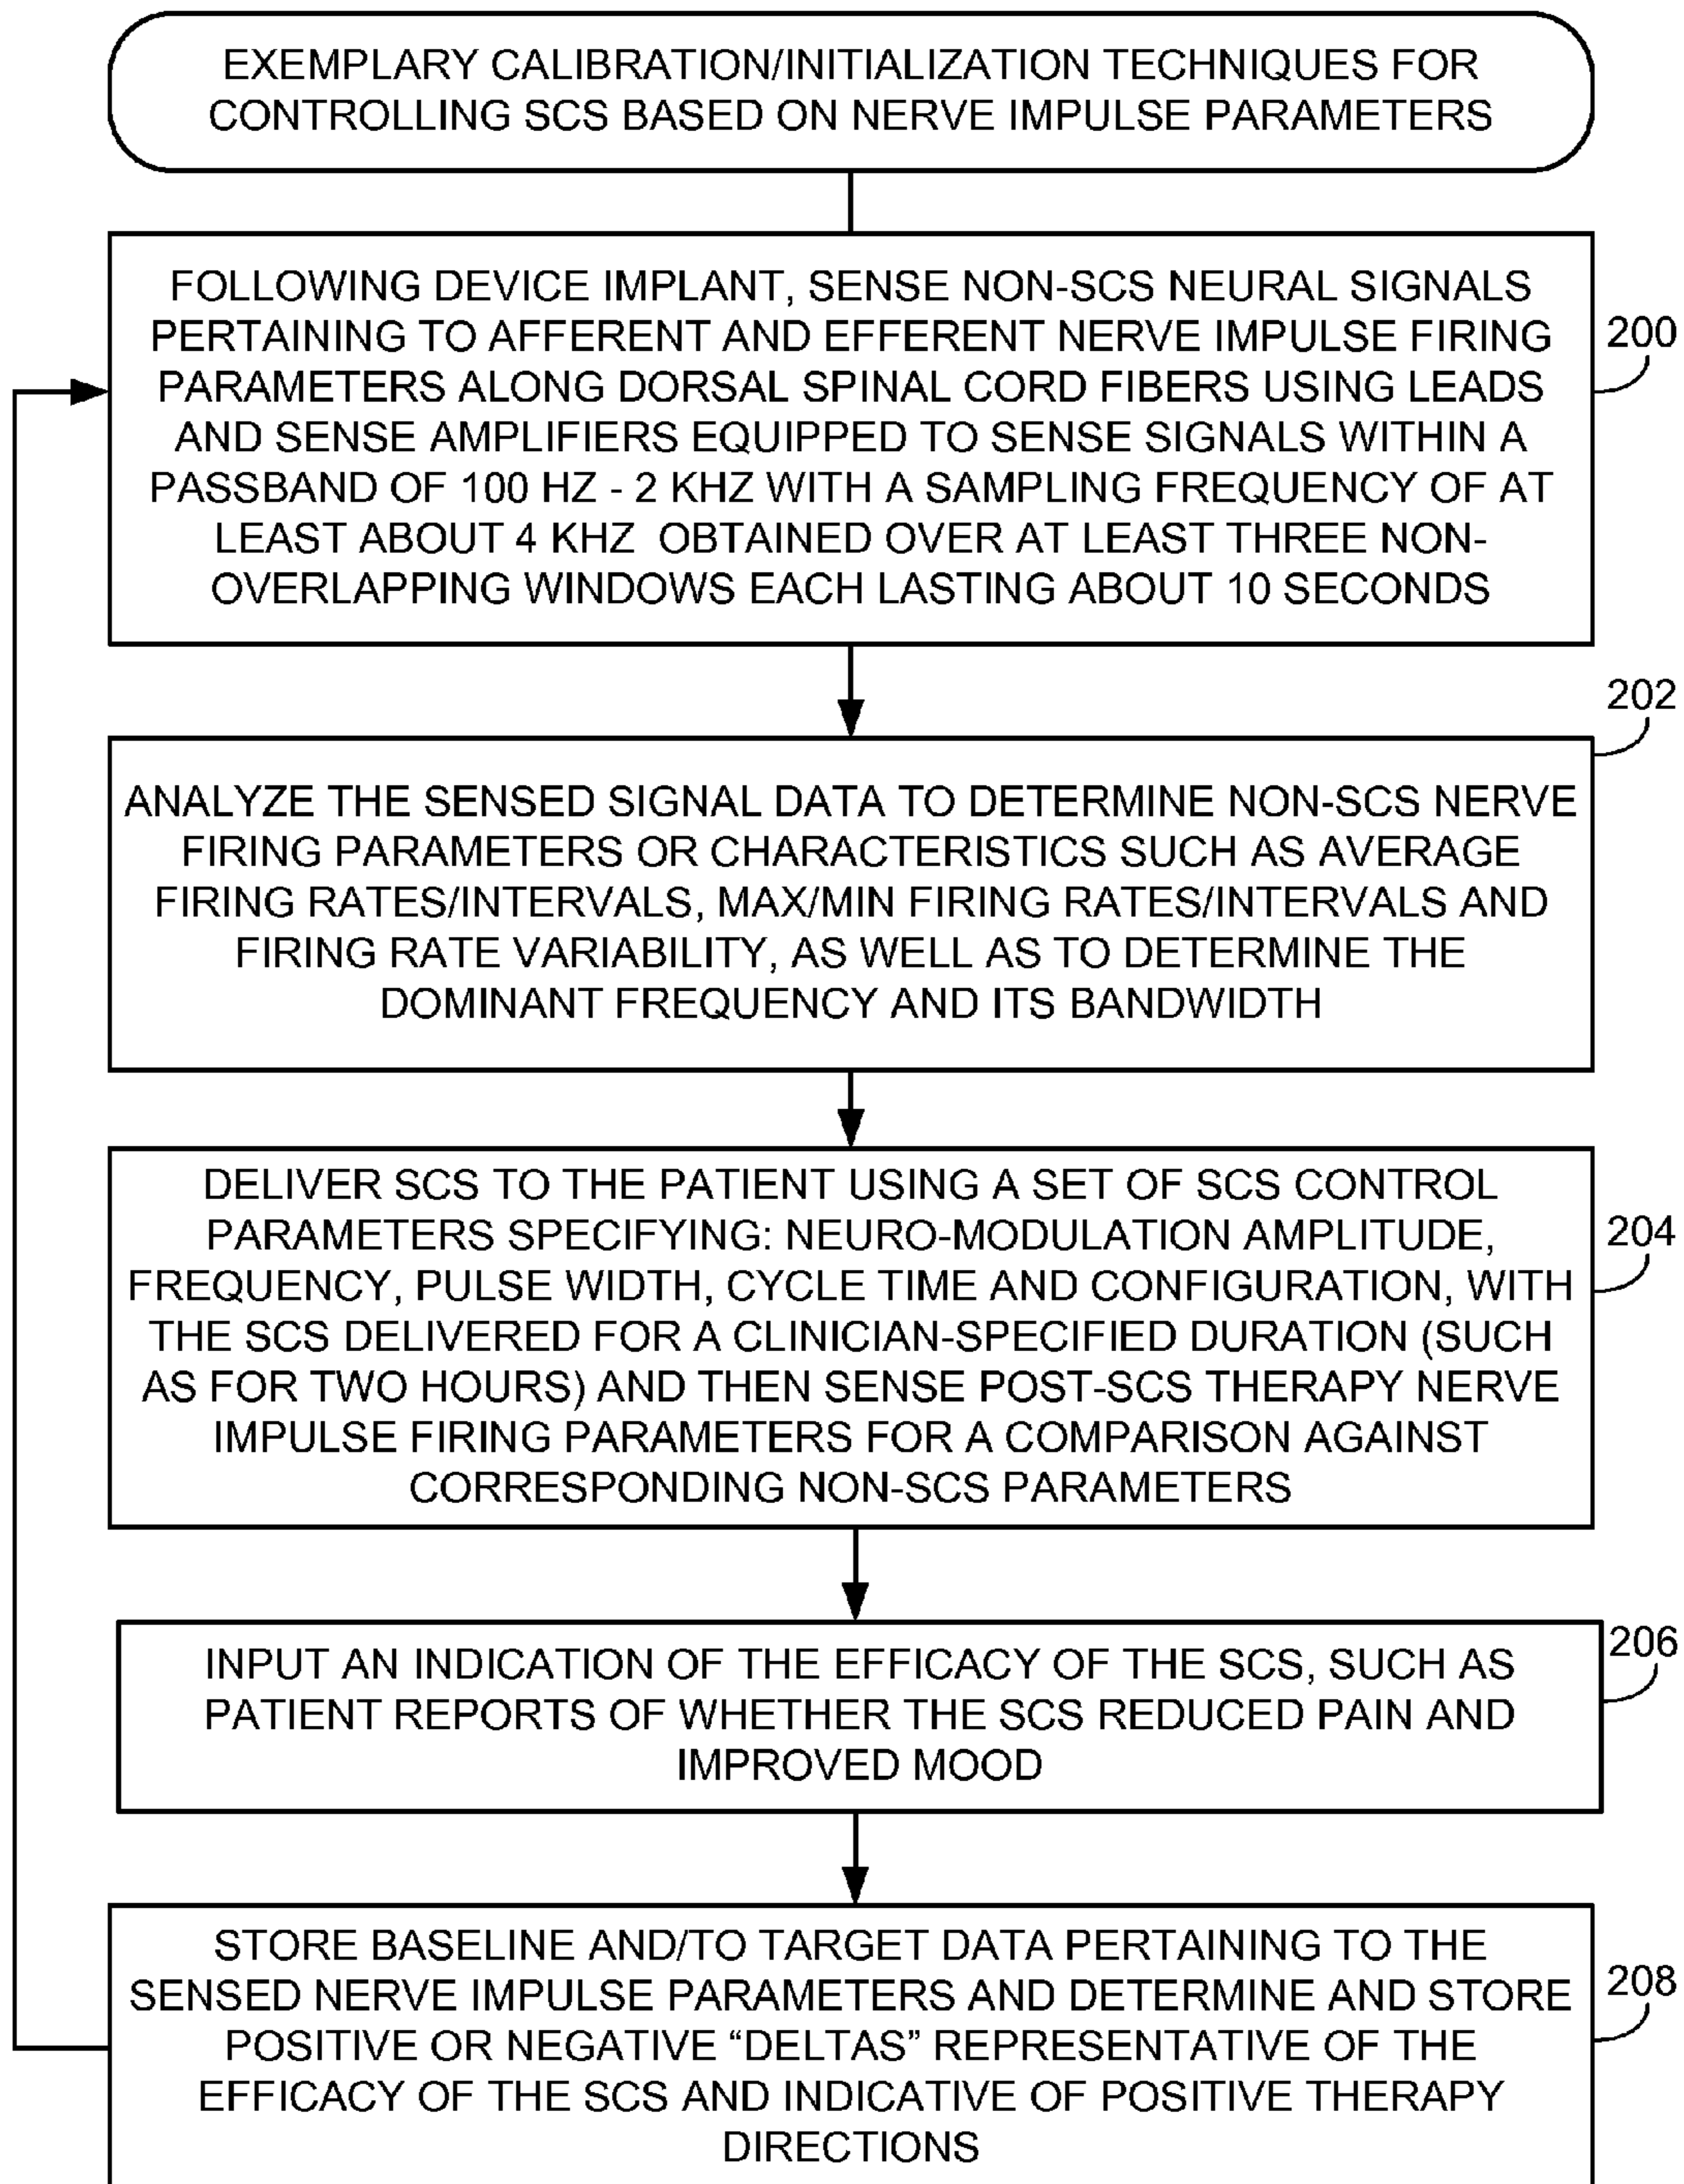 EXEMPLARY CALIBRATION/INITIALIZATION TECHNIQUES FOR
CONTROLLING SCS BASED ON NERVE IMPULSE PARAMETERS
FOLLOWING DEVICE IMPLANT, SENSE NON-SCS NEURAL SIGNALS
PERTAINING TO AFFERENT AND EFFERENT NERVE IMPULSE FIRING
PARAMETERS ALONG DORSAL SPINAL CORD FIBERS USING LEADS
AND SENSE AMPLIFIERS EQUIPPED TO SENSE SIGNALS WITHIN A
PASSBAND OF 100 HZ - 2 KHZ WITH A SAMPLING FREQUENCY OF AT
LEAST ABOUT 4 KHZ OBTAINED OVER AT LEAST THREE NON-
OVERLAPPING WINDOWS EACH LASTING ABOUT 10 SECONDS
200
202
ANALYZE THE SENSED SIGNAL DATA TO DETERMINE NON-SCS NERVE
FIRING PARAMETERS OR CHARACTERISTICS SUCH AS AVERAGE
FIRING RATES/INTERVALS, MAX/MIN FIRING RATES/INTERVALS AND
FIRING RATE VARIABILITY, AS WELL AS TO DETERMINE THE
DOMINANT FREQUENCY AND ITS BANDWIDTH
DELIVER SCS TO THE PATIENT USING A SET OF SCS CONTROL
PARAMETERS SPECIFYING: NEURO-MODULATION AMPLITUDE,
FREQUENCY, PULSE WIDTH, CYCLE TIME AND CONFIGURATION, WITH
THE SCS DELIVERED FOR A CLINICIAN-SPECIFIED DURATION (SUCH
AS FOR TWO HOURS) AND THEN SENSE POST-SCS THERAPY NERVE
IMPULSE FIRING PARAMETERS FOR A COMPARISON AGAINST
CORRESPONDING NON-SCS PARAMETERS
204
INPUT AN INDICATION OF THE EFFICACY OF THE SCS, SUCH AS
PATIENT REPORTS OF WHETHER THE SCS REDUCED PAIN AND
IMPROVED MOOD
206
STORE BASELINE AND/TO TARGET DATA PERTAINING TO THE
SENSED NERVE IMPULSE PARAMETERS AND DETERMINE AND STORE
POSITIVE OR NEGATIVE “DELTAS” REPRESENTATIVE OF THE
EFFICACY OF THE SCS AND INDICATIVE OF POSITIVE THERAPY
DIRECTIONS
208